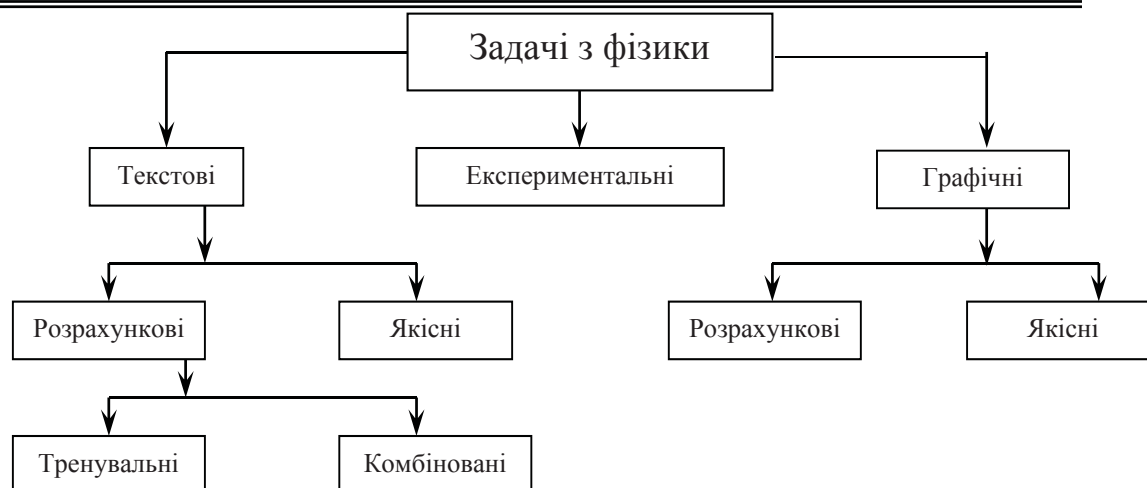 Задачі з фізики
Текстові
Експериментальні
Графічні
Розрахункові
Якісні
Розрахункові
Якісні
Тренувальні
Комбіновані